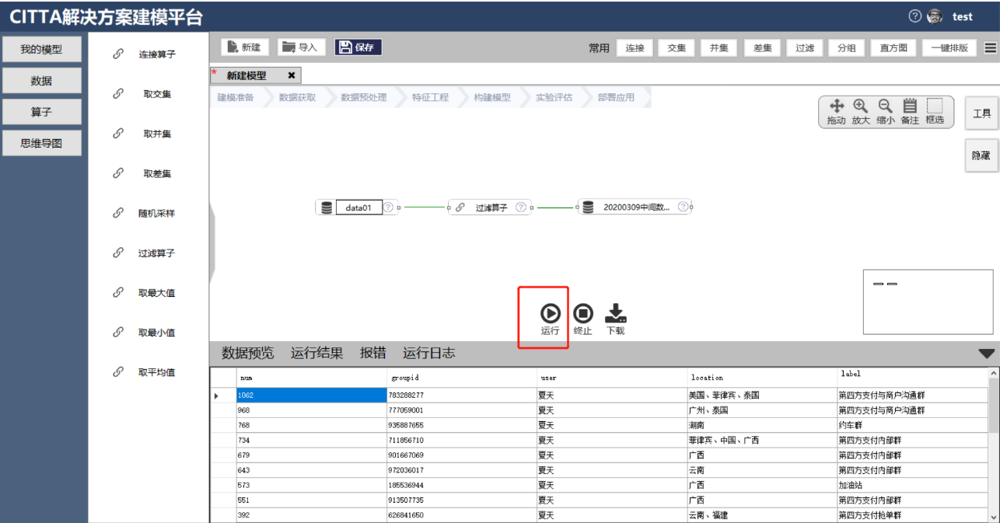 CITTA解决方案建模平台
test
我的模型
数据
算子
思维导图
连接算子
取交集
取并集
取差集
随机采样
过滤算子
取最大值
取最小值
取平均值
新建 导入 保存
常用 连接 交集 并集 差集 过滤 分组 直方图 一键排版
* 新建模型 ×
建模准备 数据获取 数据预处理 特征工程 构建模型 实验评估 部署应用
拖动 放大 缩小 备注 框选
工具
隐藏
data01 过滤算子 20200309中间数...
运行 终止 下载
数据预览 运行结果 报错 运行日志
num groupid user location label
1062 783288277 夏天 美国、菲律宾、泰国 第四方支付与商户沟通群
968 777059001 夏天 广州、泰国 第四方支付与商户沟通群
768 935887655 夏天 湖南 约车群
734 711856710 夏天 菲律宾、中国、广西 第四方支付内部群
679 901667069 夏天 广西 第四方支付内部群
643 972036017 夏天 云南 第四方支付内部群
573 185536944 夏天 广西 加油站
551 913507735 夏天 广西 第四方支付内部群
392 626841650 夏天 云南、福建 第四方支付抢单群